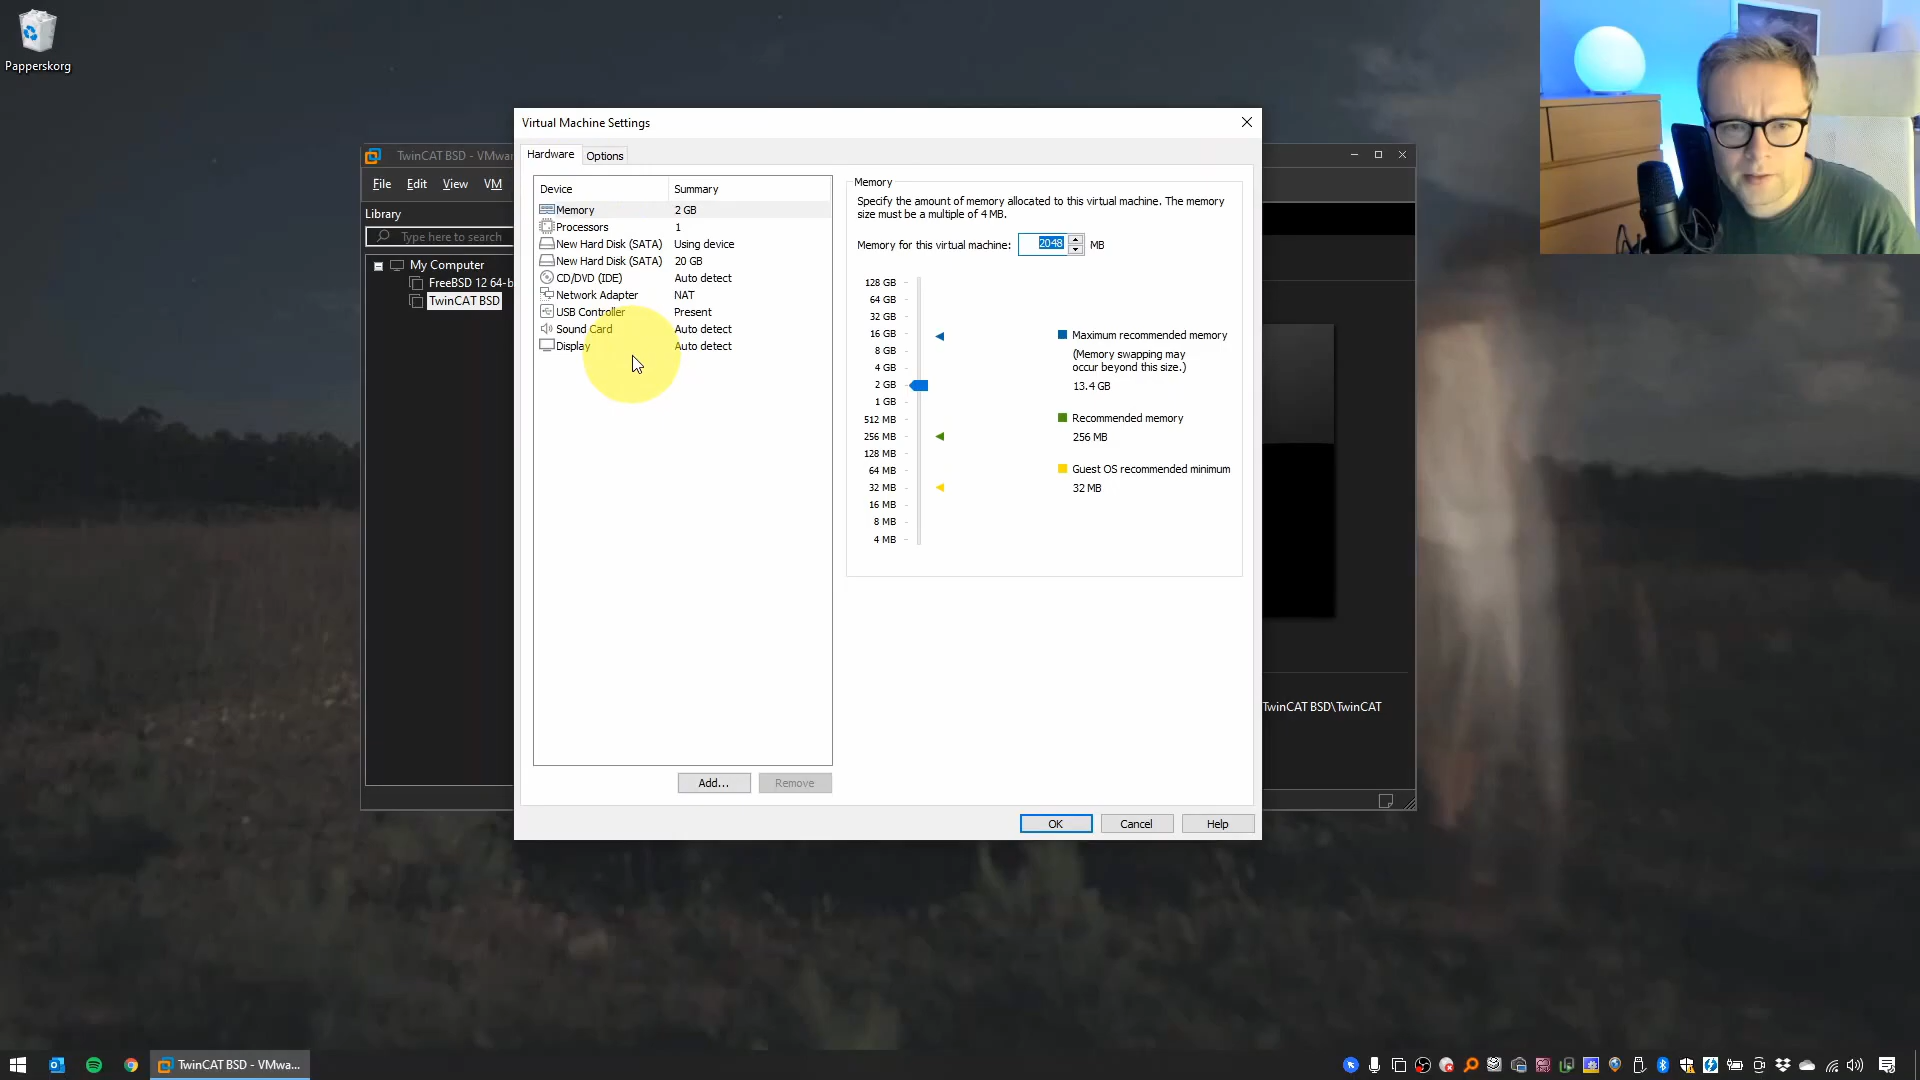 Papperskorg
Virtual Machine Settings
Hardware
Options
TwinCAT BSD - VMwa
File
Edit
View
VM
Library
Type here to search
My Computer
FreeBSD 12 64-b
TwinCAT BSD
Device
Summary
Memory
2 GB
Processors
1
New Hard Disk (SATA)
Using device
New Hard Disk (SATA)
20 GB
CD/DVD (IDE)
Auto detect
Network Adapter
NAT
USB Controller
Present
Sound Card
Auto detect
Display
Auto detect
Add...
Remove
Memory
Specify the amount of memory allocated to this virtual machine. The memory
size must be a multiple of 4 MB.
Memory for this virtual machine:
2048
MB
128 GB
64 GB
32 GB
16 GB
8 GB
4 GB
2 GB
1 GB
512 MB
256 MB
128 MB
64 MB
32 MB
16 MB
8 MB
4 MB
Maximum recommended memory
(Memory swapping may
occur beyond this size.)
13.4 GB
Recommended memory
256 MB
Guest OS recommended minimum
32 MB
TwinCAT BSD\TwinCAT
OK
Cancel
Help
TwinCAT BSD - VMwa...